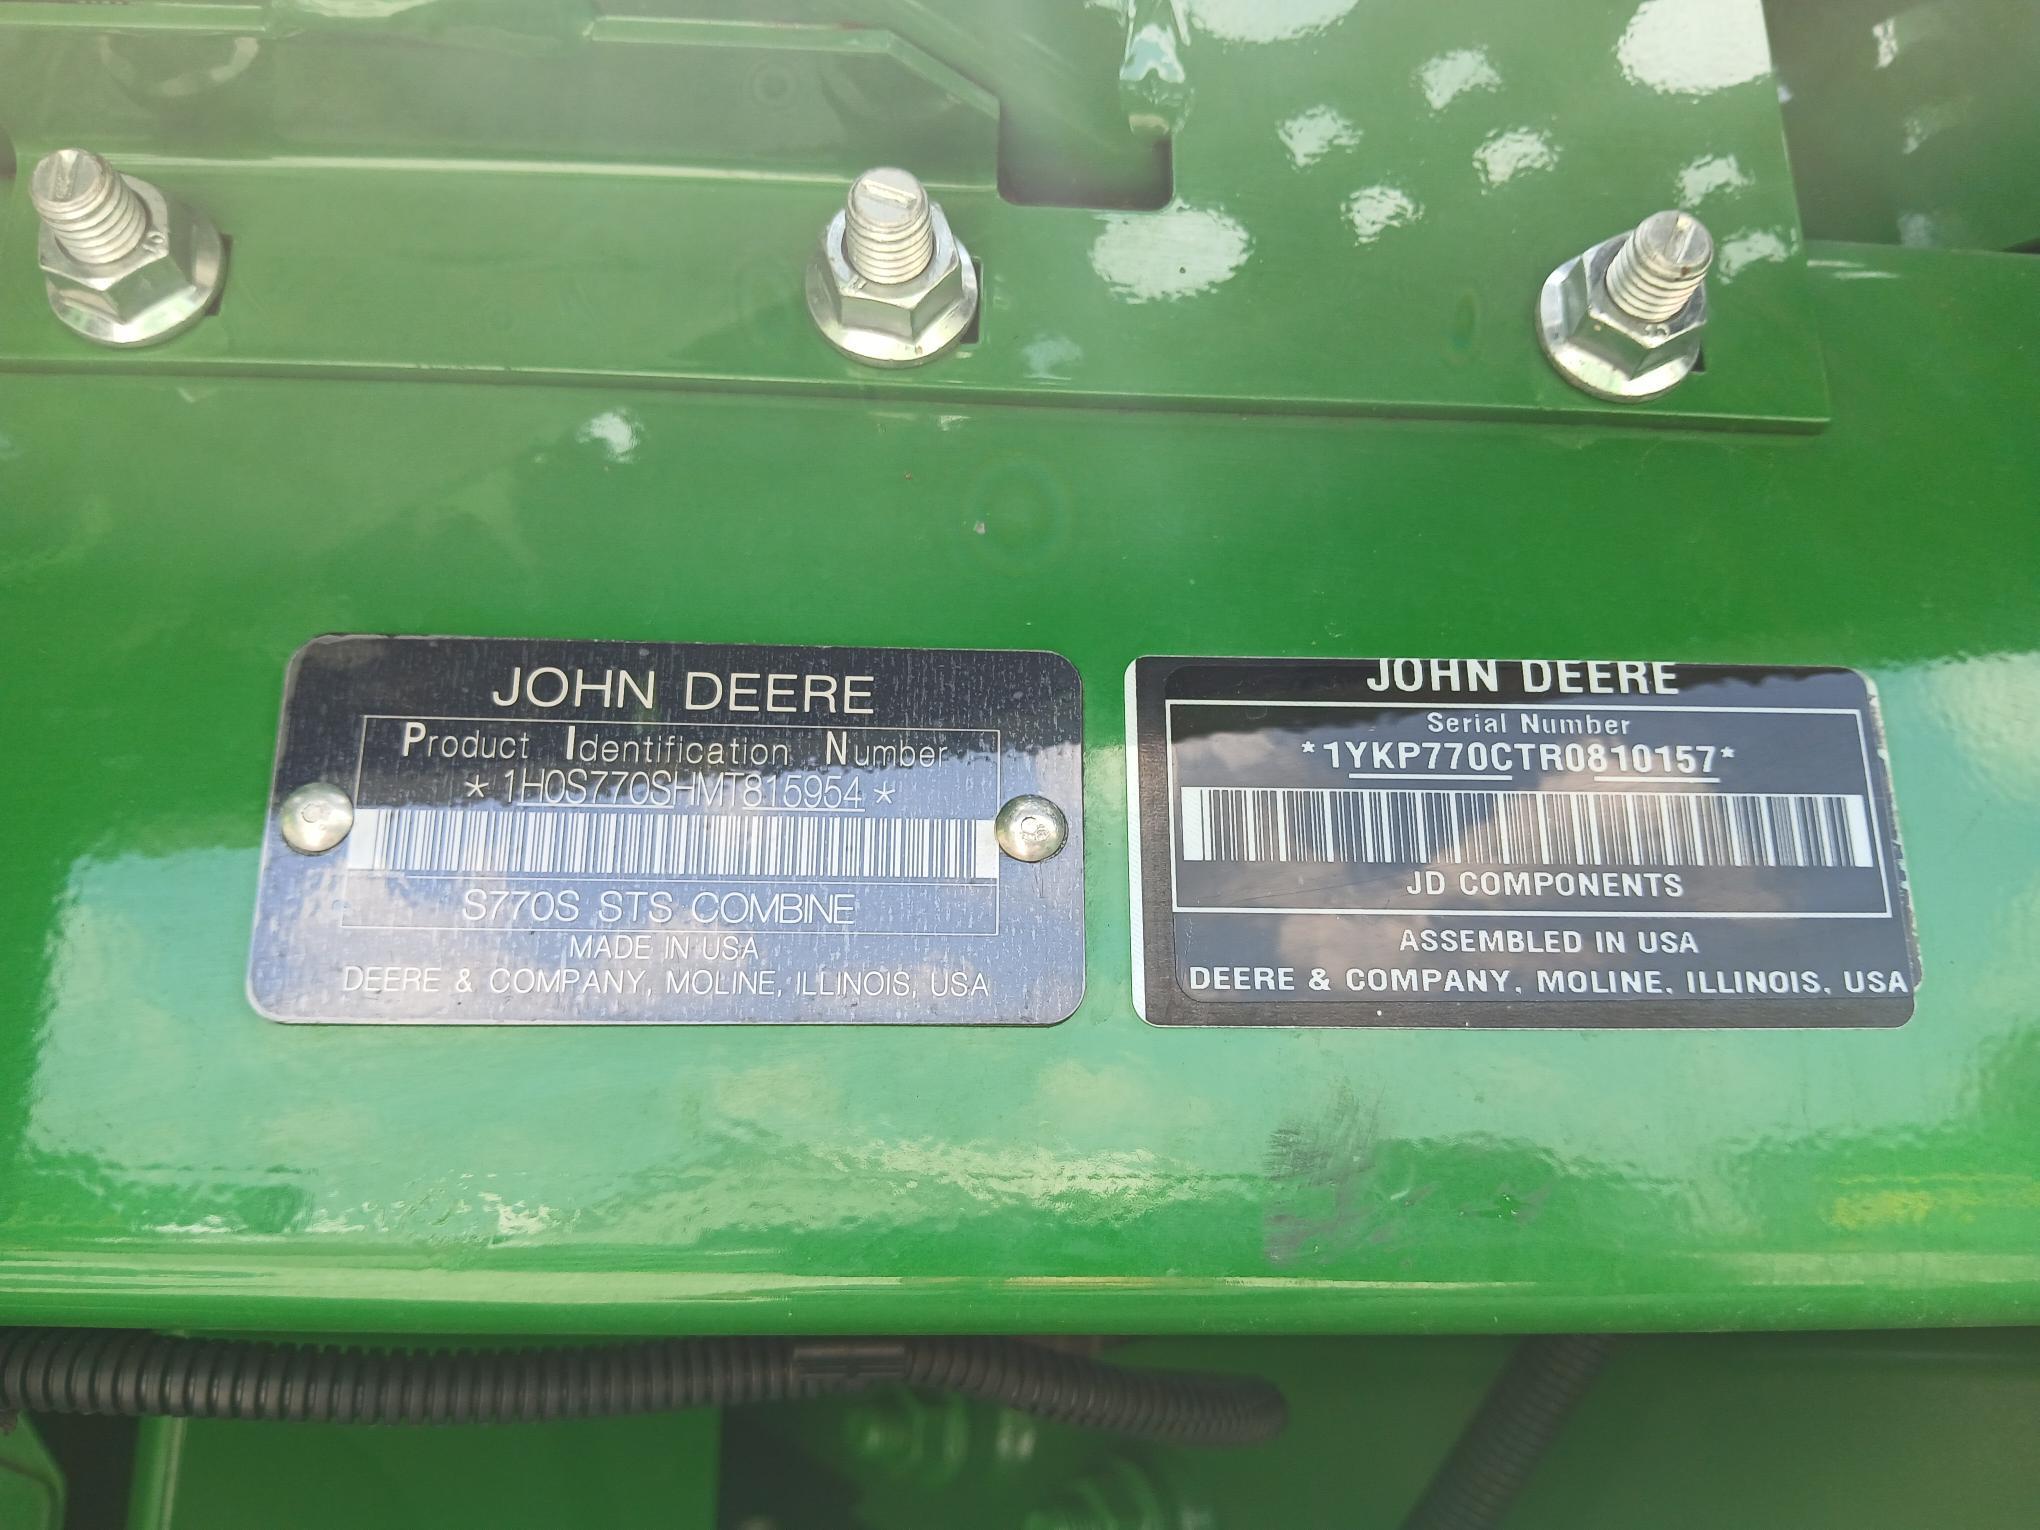 JOHN DEERE
Product Identification Number
*1H0S770SHMT815954*
S770S STS COMBINE
MADE IN USA
DEERE & COMPANY, MOLINE, ILLINOIS, USA
JOHN DEERE
Serial Number
*1YKP770CTR0810157*
JD COMPONENTS
ASSEMBLED IN USA
DEERE & COMPANY, MOLINE, ILLINOIS, USA